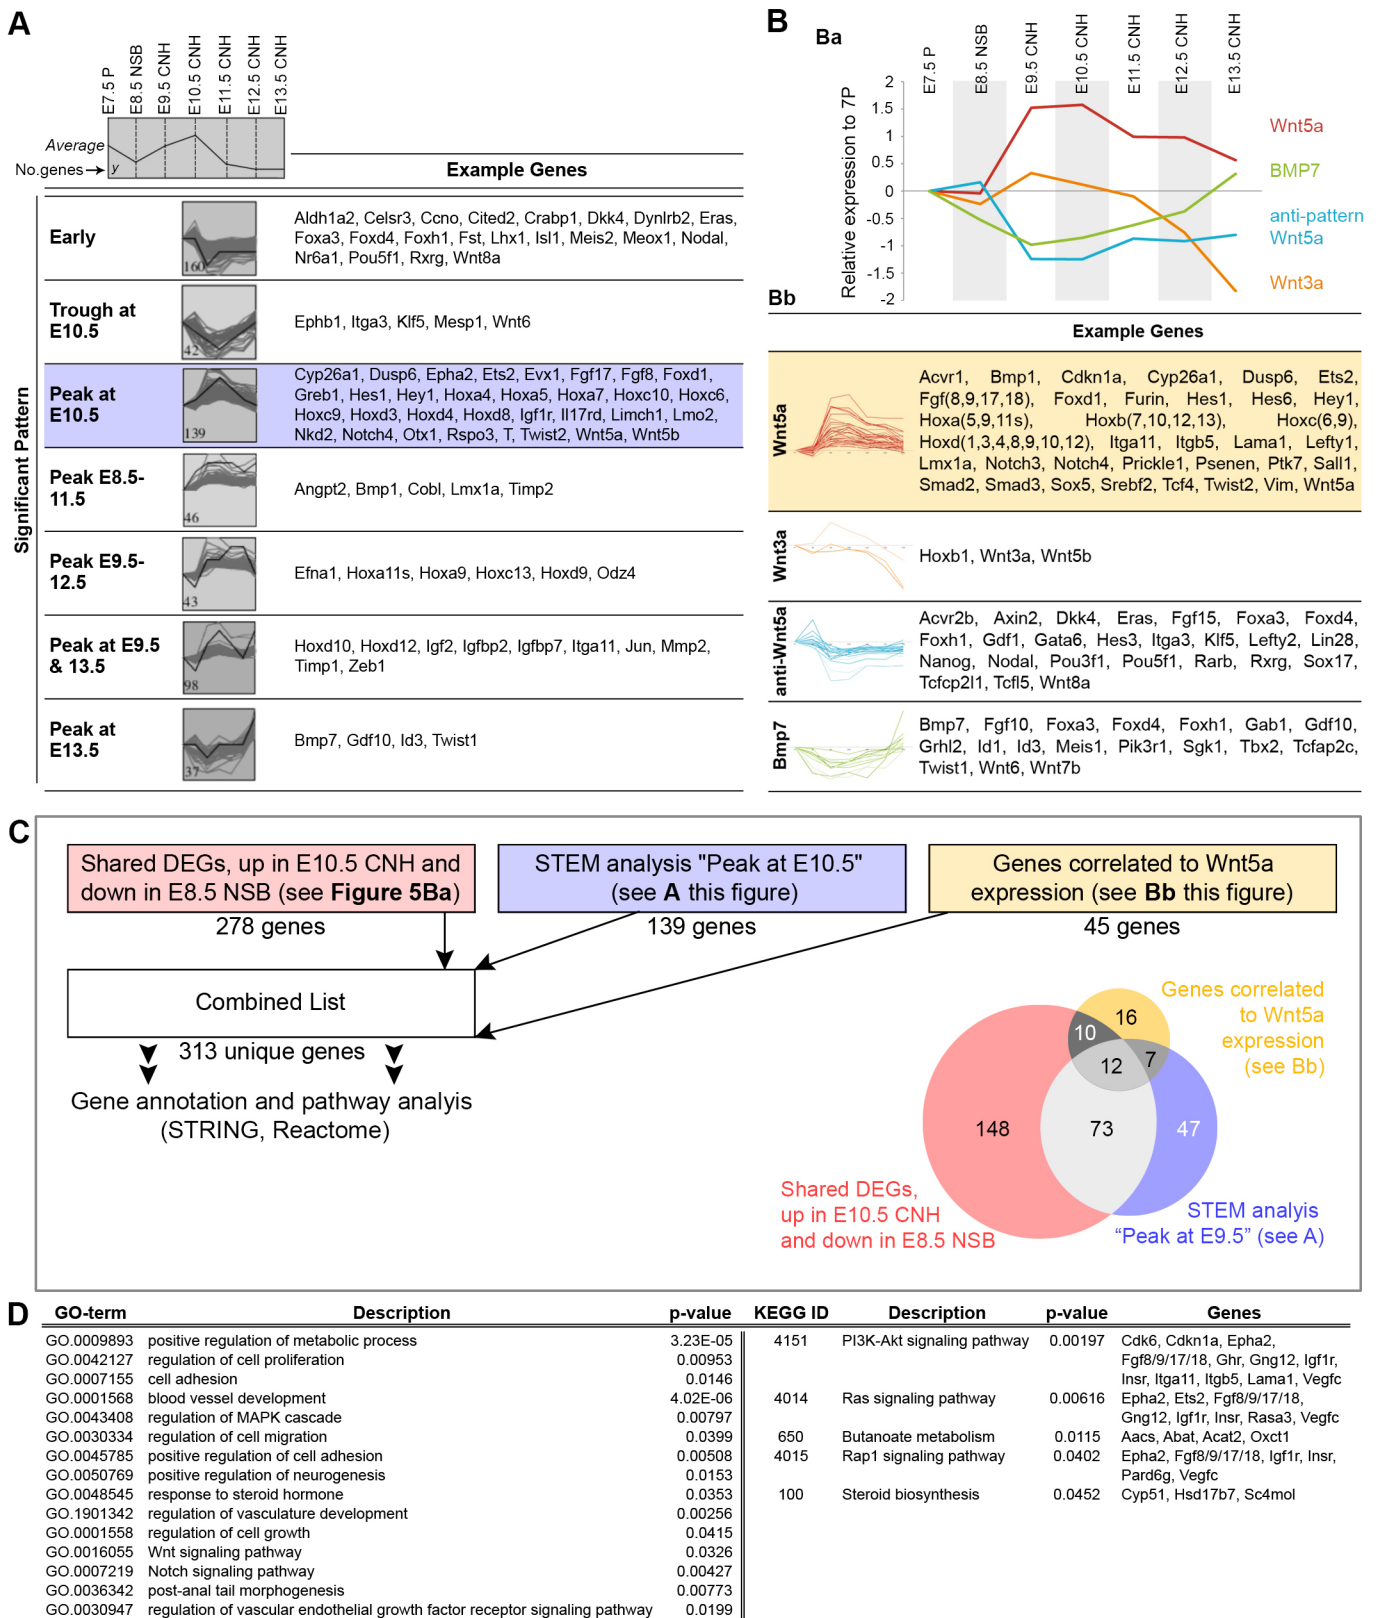 A
E7.5 P
E8.5 NSB
E9.5 CNH
E10.5 CNH
E11.5 CNH
E12.5 CNH
E13.5 CNH
Average
No.genes
y
Example Genes
Significant Pattern
Early
160
Aldh1a2, Celsr3, Ccno, Cited2, Crabp1, Dkk4, Dynlrb2, Eras,
Foxa3, Foxd4, Foxh1, Fst, Lhx1, Isl1, Meis2, Meox1, Nodal,
Nr6a1, Pou5f1, Rxrg, Wnt8a
Trough at
E10.5
42
Ephb1, Itga3, Klf5, Mesp1, Wnt6
Peak at
E10.5
139
Cyp26a1, Dusp6, Epha2, Ets2, Evx1, Fgf17, Fgf8, Foxd1,
Greb1, Hes1, Hey1, Hoxa4, Hoxa5, Hoxa7, Hoxc10, Hoxc6,
Hoxc9, Hoxd3, Hoxd4, Hoxd8, Igf1r, Il17rd, Limch1, Lmo2,
Nkd2, Notch4, Otx1, Rspo3, T, Twist2, Wnt5a, Wnt5b
Peak E8.5-
11.5
46
Angpt2, Bmp1, Cobl, Lmx1a, Timp2
Peak E9.5-
12.5
43
Efna1, Hoxa11s, Hoxa9, Hoxc13, Hoxd9, Odz4
Peak at E9.5
& 13.5
98
Hoxd10, Hoxd12, Igf2, Igfbp2, Igfbp7, Itga11, Jun, Mmp2,
Timp1, Zeb1
Peak at
E13.5
37
Bmp7, Gdf10, Id3, Twist1
B
Ba
E7.5 P
E8.5 NSB
E9.5 CNH
E10.5 CNH
E11.5 CNH
E12.5 CNH
E13.5 CNH
Relative expression to 7P
2
1.5
1
0.5
0
-0.5
-1
-1.5
-2
Wnt5a
BMP7
anti-pattern
Wnt5a
Wnt3a
Bb
Example Genes
Wnt5a
Acvr1, Bmp1, Cdkn1a, Cyp26a1, Dusp6, Ets2,
Fgf(8,9,17,18), Foxd1, Furin, Hes1, Hes6, Hey1,
Hoxa(5,9,11s), Hoxb(7,10,12,13), Hoxc(6,9),
Hoxd(1,3,4,8,9,10,12), Itga11, Itgb5, Lama1, Lefty1,
Lmx1a, Notch3, Notch4, Prickle1, Psenen, Ptk7, Sall1,
Smad2, Smad3, Sox5, Srebf2, Tcf4, Twist2, Vim, Wnt5a
Wnt3a
Hoxb1, Wnt3a, Wnt5b
anti-Wnt5a
Acvr2b, Axin2, Dkk4, Eras, Fgf15, Foxa3, Foxd4,
Foxh1, Gdf1, Gata6, Hes3, Itga3, Klf5, Lefty2, Lin28,
Nanog, Nodal, Pou3f1, Pou5f1, Rarb, Rxrg, Sox17,
Tcfcp2l1, Tcfl5, Wnt8a
Bmp7
Bmp7, Fgf10, Foxa3, Foxd4, Foxh1, Gab1, Gdf10,
Grhl2, Id1, Id3, Meis1, Pik3r1, Sgk1, Tbx2, Tcfap2c,
Twist1, Wnt6, Wnt7b
C
Shared DEGs, up in E10.5 CNH and
down in E8.5 NSB (see Figure 5Ba)
278 genes
STEM analysis "Peak at E10.5"
(see A this figure)
139 genes
Genes correlated to Wnt5a
expression (see Bb this figure)
45 genes
Combined List
313 unique genes
Gene annotation and pathway analyis
(STRING, Reactome)
Genes correlated
to Wnt5a
expression
(see Bb)
16
10
12
7
148
73
47
Shared DEGs,
up in E10.5 CNH
and down in E8.5 NSB
STEM analyis
“Peak at E9.5” (see A)
D
GO-term Description p-value
GO.0009893 positive regulation of metabolic process 3.23E-05
GO.0042127 regulation of cell proliferation 0.00953
GO.0007155 cell adhesion 0.0146
GO.0001568 blood vessel development 4.02E-06
GO.0043408 regulation of MAPK cascade 0.00797
GO.0030334 regulation of cell migration 0.0399
GO.0045785 positive regulation of cell adhesion 0.00508
GO.0050769 positive regulation of neurogenesis 0.0153
GO.0048545 response to steroid hormone 0.0353
GO.1901342 regulation of vasculature development 0.00256
GO.0001558 regulation of cell growth 0.0415
GO.0016055 Wnt signaling pathway 0.0326
GO.0007219 Notch signaling pathway 0.00427
GO.0036342 post-anal tail morphogenesis 0.00773
GO.0030947 regulation of vascular endothelial growth factor receptor signaling pathway 0.0199
KEGG ID Description p-value Genes
4151 PI3K-Akt signaling pathway 0.00197 Cdk6, Cdkn1a, Epha2,
Fgf8/9/17/18, Ghr, Gng12, Igf1r,
Insr, Itga11, Itgb5, Lama1, Vegfc
4014 Ras signaling pathway 0.00616 Epha2, Ets2, Fgf8/9/17/18,
Gng12, Igf1r, Insr, Rasa3, Vegfc
650 Butanoate metabolism 0.0115 Aacs, Abat, Acat2, Oxct1
4015 Rap1 signaling pathway 0.0402 Epha2, Fgf8/9/17/18, Igf1r, Insr,
Pard6g, Vegfc
100 Steroid biosynthesis 0.0452 Cyp51, Hsd17b7, Sc4mol